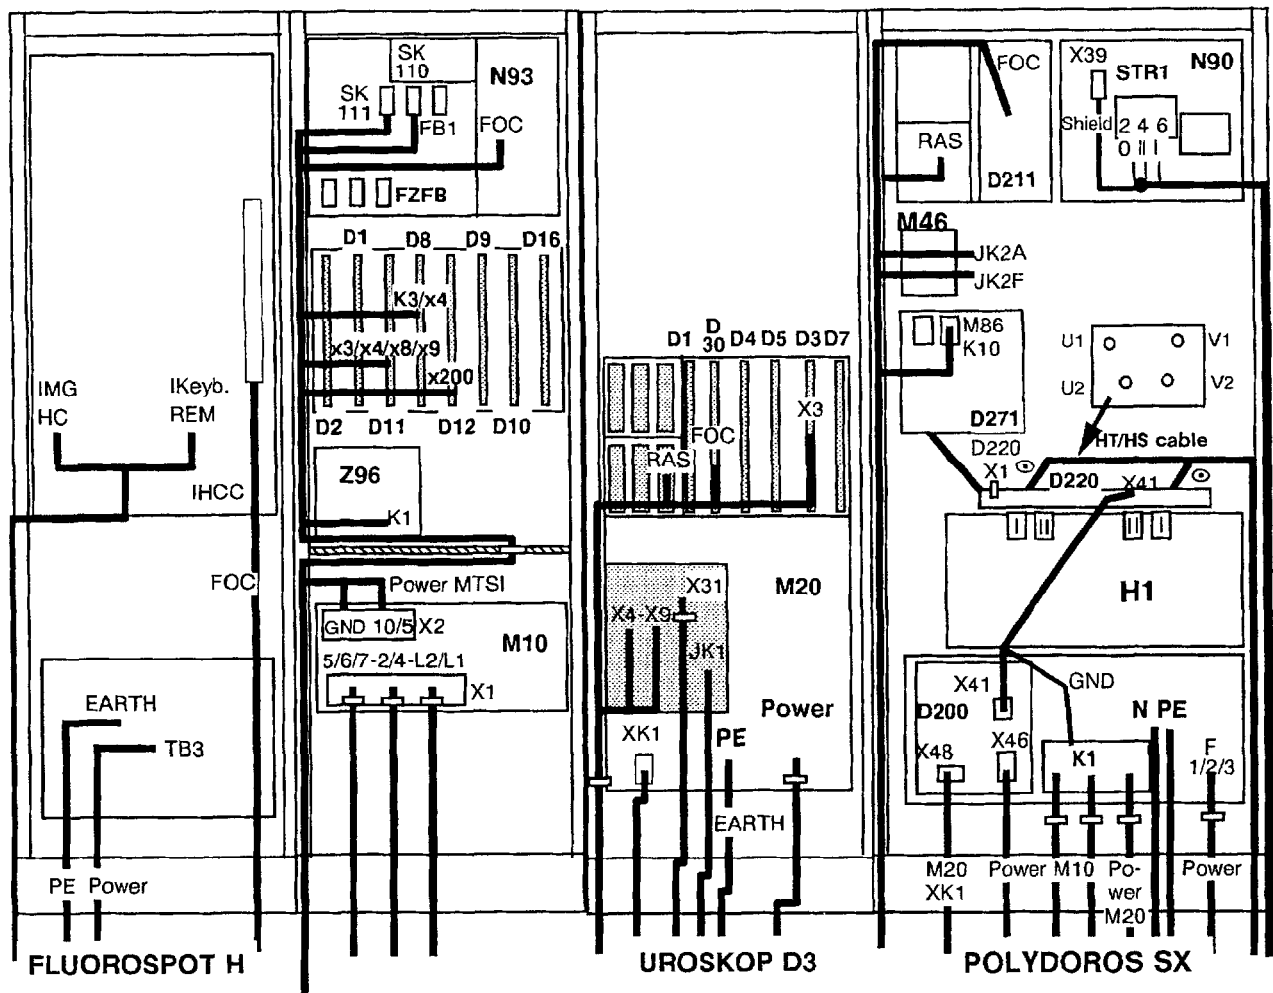 IMG
HC
IKeyb.
REM
IHCC
FOC
EARTH
TB3
PE
Power
FLUOROSPOT H
SK
110
N93
SK
111
FB1
FOC
FZFB
D1
D8
D9
D16
K3/x4
x3/x4/x8/x9
x200
D2
D11
D12
D10
Z96
K1
Power MTSI
GND 10/5
X2
M10
5/6/7-2/4-L2/L1
X1
D1
D
30
D4
D5
D3
D7
X3
FOC
RAS
M20
X31
X4-X9
JK1
Power
XK1
PE
EARTH
UROSKOP D3
FOC
RAS
D211
X39
STR1
N90
Shield
2 4 6
0 II I
M46
JK2A
JK2F
M86
K10
D271
U1
V1
U2
V2
HT/HS cable
D220
X1
D220
X41
I
II
II
I
H1
X41
GND
D200
N PE
X48
X46
K1
F
1/2/3
M20
XK1
Power
M10
Po-
wer
M20
Power
POLYDOROS SX